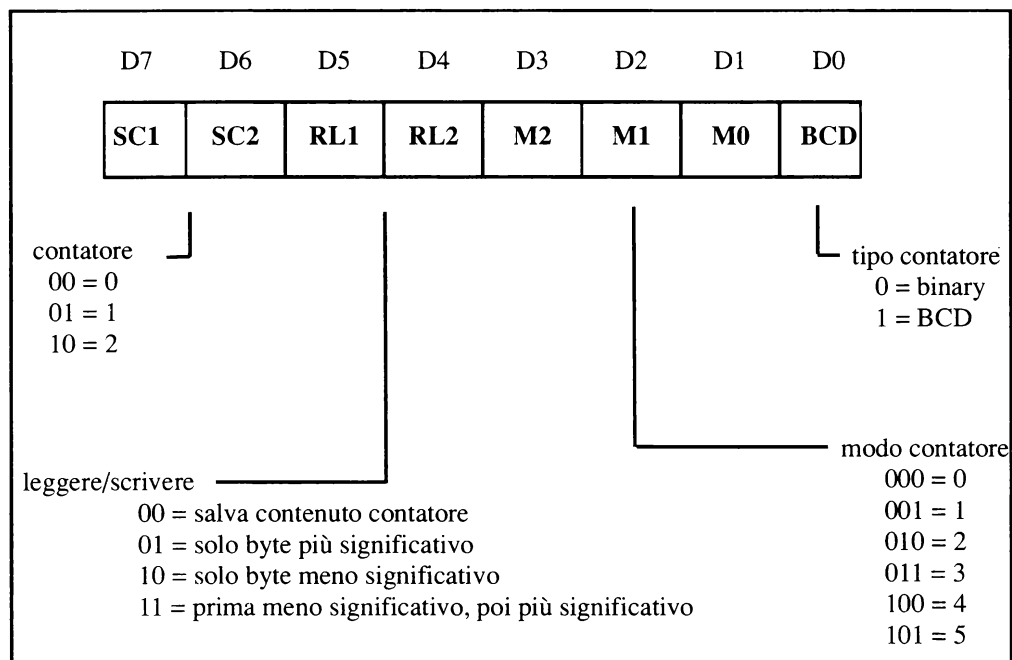 D7 D6 D5 D4 D3 D2 D1 D0
SC1 SC2 RL1 RL2 M2 M1 M0 BCD
contatore
00 = 0
01 = 1
10 = 2
tipo contatore
0 = binary
1 = BCD
leggere/scrivere
00 = salva contenuto contatore
01 = solo byte più significativo
10 = solo byte meno significativo
11 = prima meno significativo, poi più significativo
modo contatore
000 = 0
001 = 1
010 = 2
011 = 3
100 = 4
101 = 5